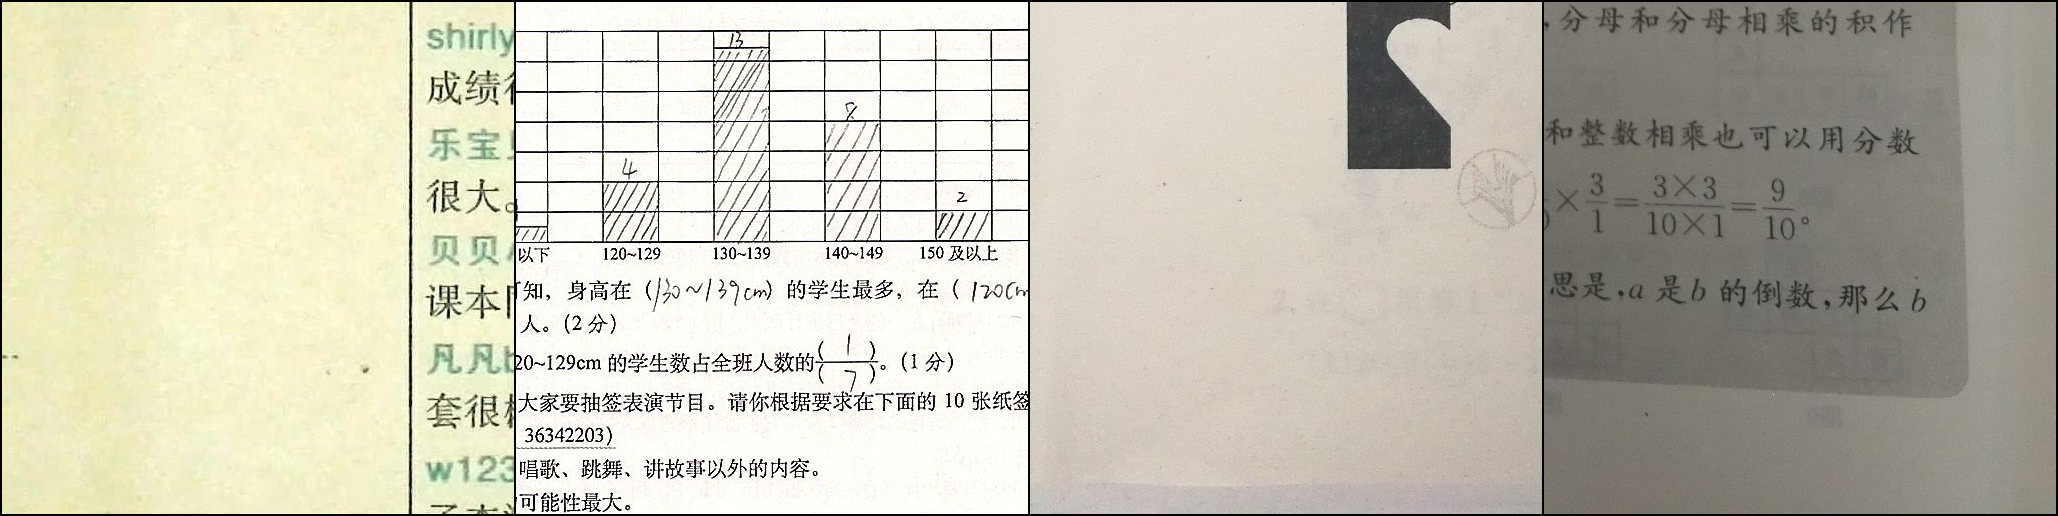 shirly
成绩
乐宝
很大。
贝贝
课本
凡凡b
套很
w123
13
4
8
2
以下 120~129 130~139 140~149 150 及以上
知，身高在（130～139cm）的学生最多，在（120cm
人。（2 分）
20~129cm 的学生数占全班人数的(1)/(7)。（1 分）
大家要抽签表演节目。请你根据要求在下面的 10 张纸签
36342203）
唱歌、跳舞、讲故事以外的内容。
可能性最大。
，分母和分母相乘的积作
和整数相乘也可以用分数
×3/1=3×3/10×1=9/10。
思是，a 是 b 的倒数，那么 b